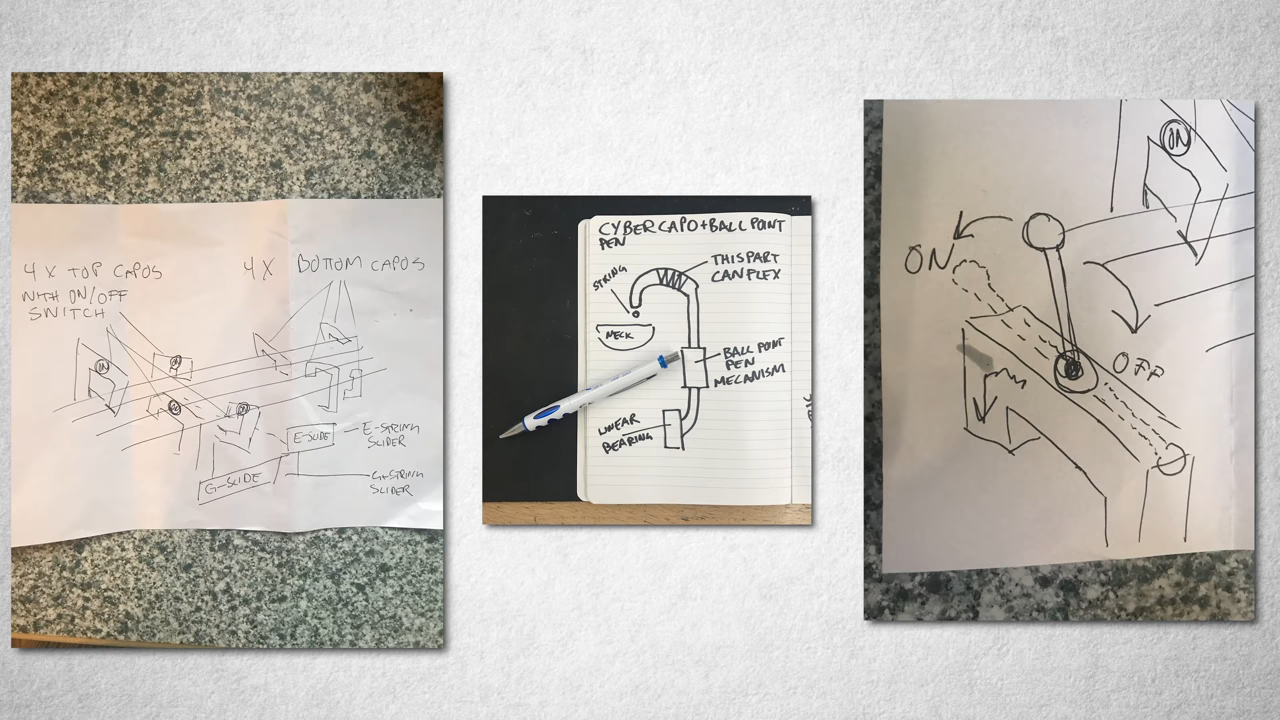 4 X TOP CAPOS
WITH ON/OFF
SWITCH
4 X BOTTOM CAPOS
ON
E-SLIDE
E-STRING
SLIDER
G-SLIDE
G-STRING
SLIDER
CYBER CAPO+BALL POINT
PEN
THIS PART
CAN FLEX
STRING
NECK
BALL POINT
PEN
MECANISM
LINEAR
BEARING
ON
ON
OFF